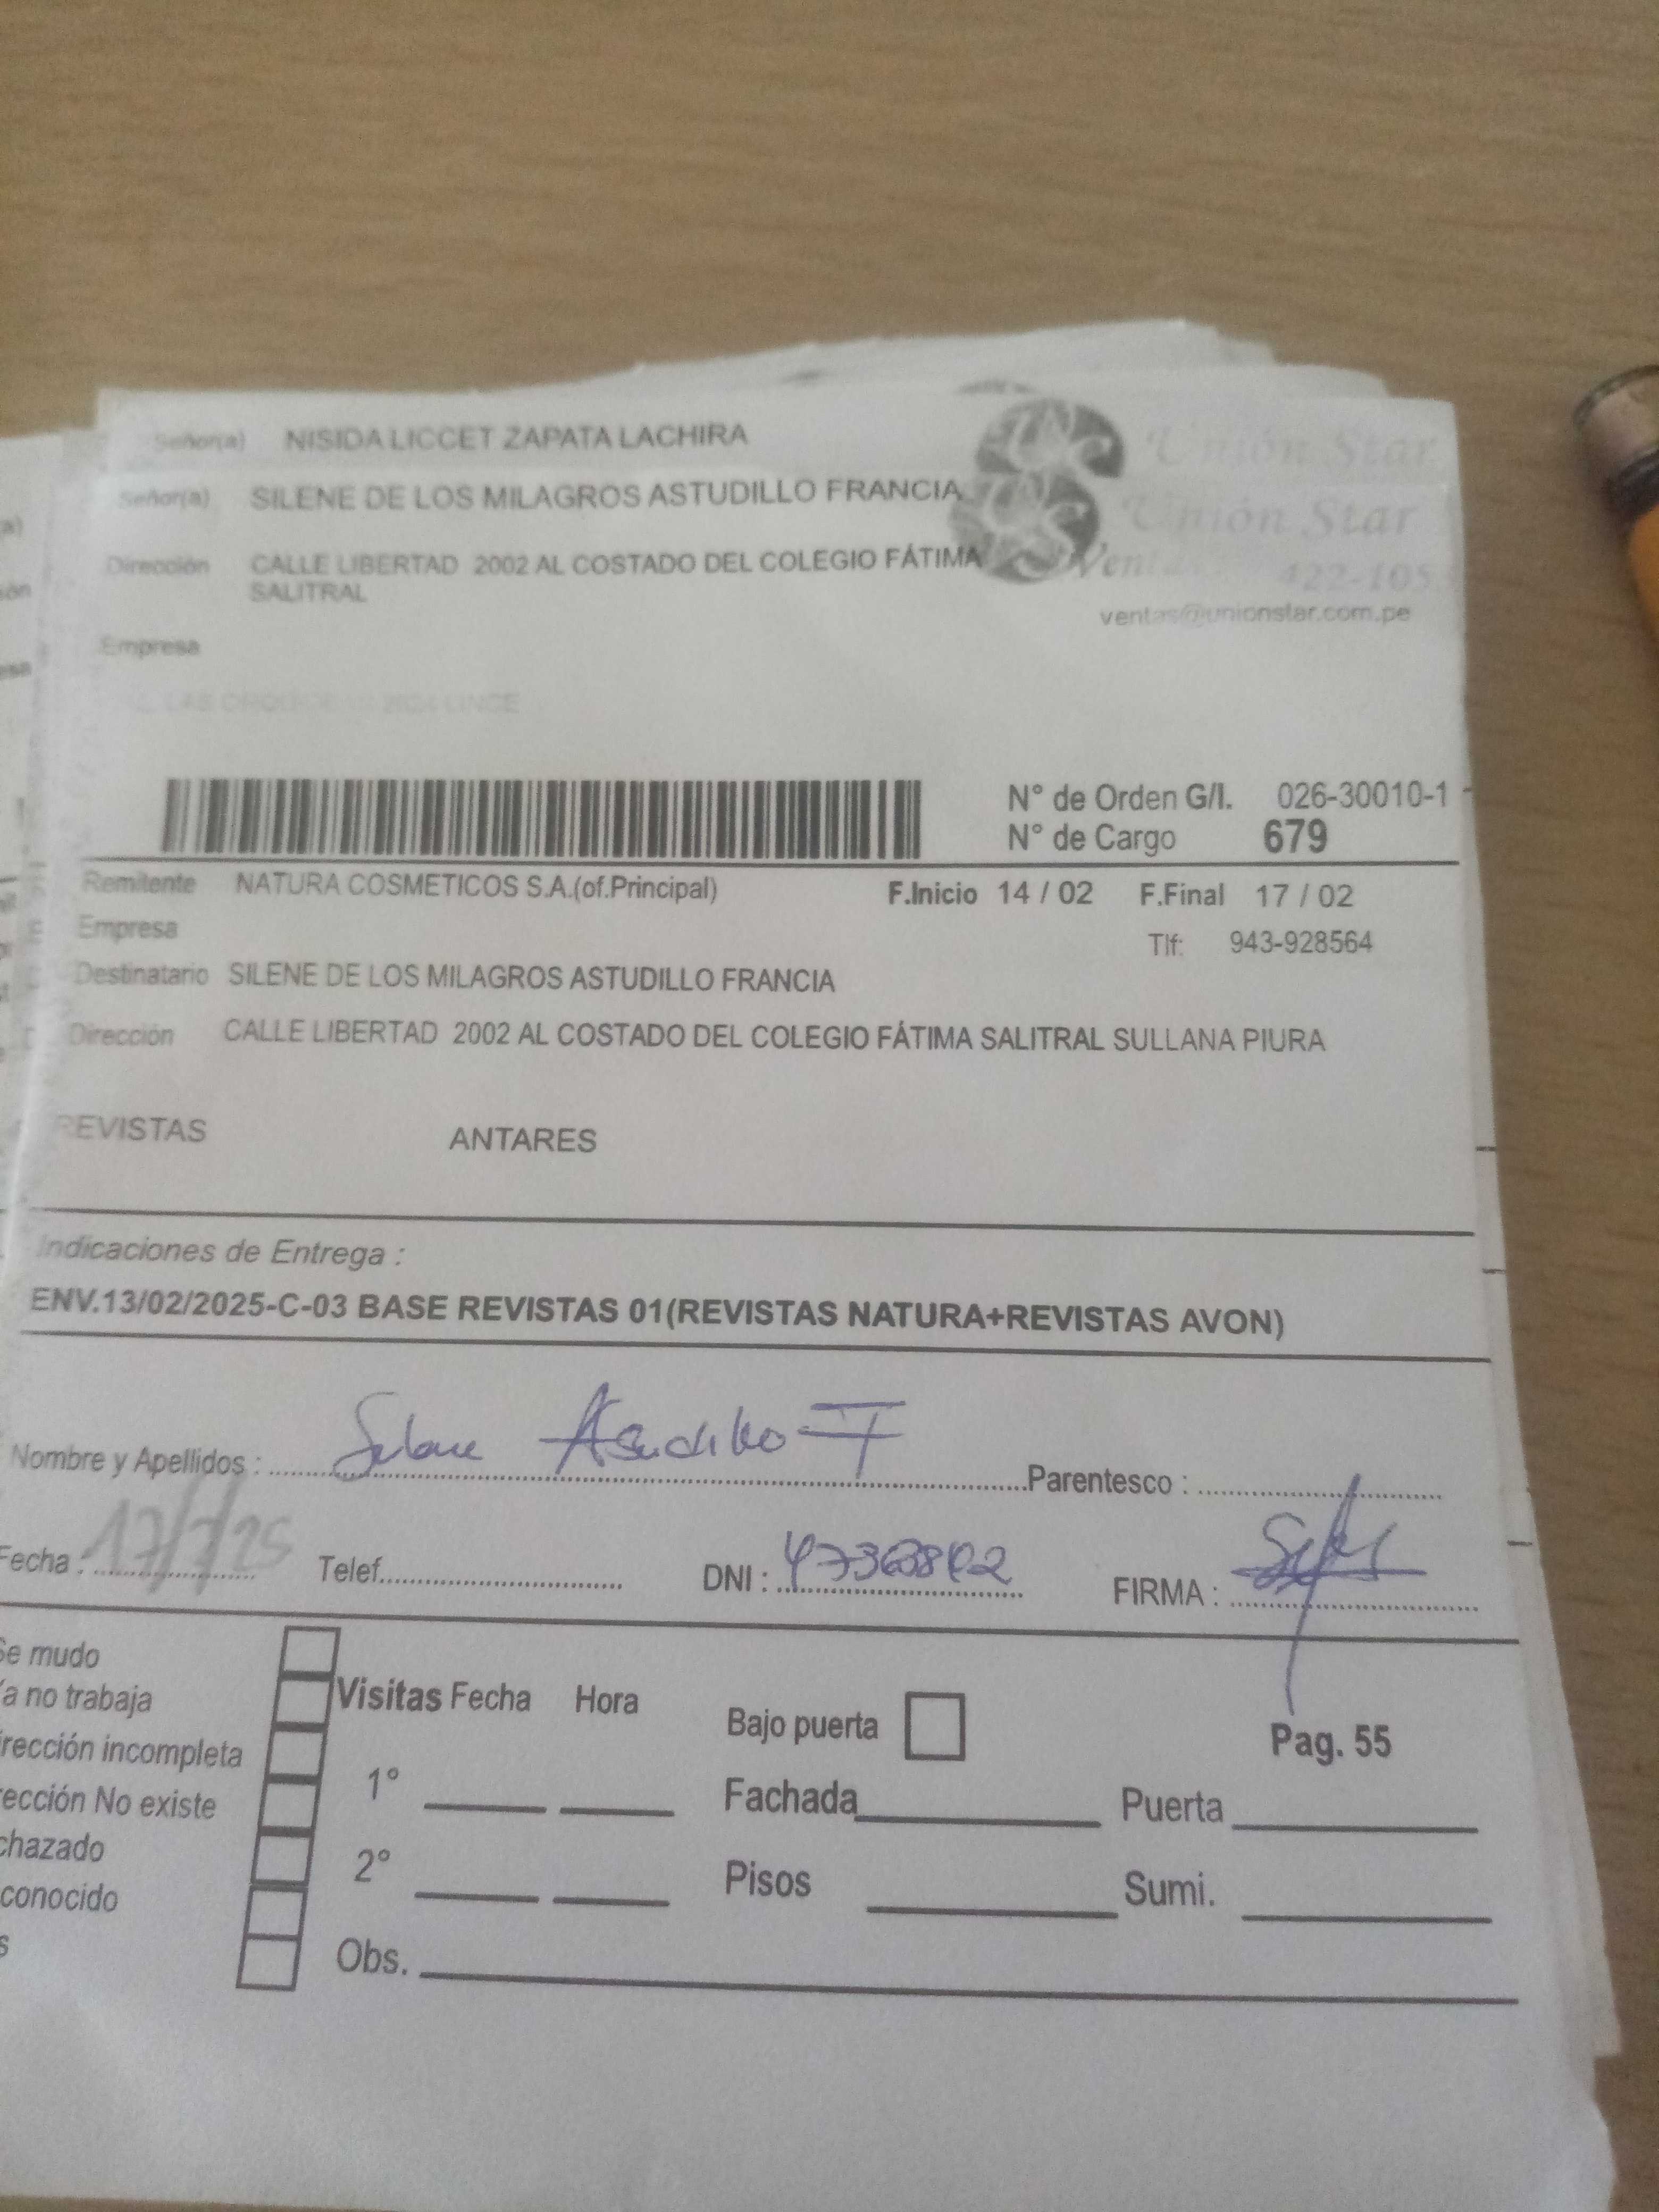 Señor(a) NISIDA LICCET ZAPATA LACHIRA
Unión Star
Señor(a) SILENE DE LOS MILAGROS ASTUDILLO FRANCIA
Unión Star
Dirección CALLE LIBERTAD 2002 AL COSTADO DEL COLEGIO FÁTIMA
SALITRAL
422-105
ventas@unionstar.com.pe
Empresa
N° de Orden G/I. 026-30010-1
N° de Cargo 679
Remitente NATURA COSMETICOS S.A.(of.Principal) F.Inicio 14 / 02 F.Final 17 / 02
Empresa
Tlf: 943-928564
Destinatario SILENE DE LOS MILAGROS ASTUDILLO FRANCIA
Dirección CALLE LIBERTAD 2002 AL COSTADO DEL COLEGIO FÁTIMA SALITRAL SULLANA PIURA
REVISTAS ANTARES
Indicaciones de Entrega :
ENV.13/02/2025-C-03 BASE REVISTAS 01(REVISTAS NATURA+REVISTAS AVON)
Nombre y Apellidos : Parentesco :
Fecha : Telef. DNI : FIRMA :
Se mudo
Ya no trabaja
Visitas Fecha Hora
Bajo puerta
Pag. 55
irección incompleta
1°
Fachada Puerta
ección No existe
chazado
2°
Pisos Sumi.
conocido
s
Obs.